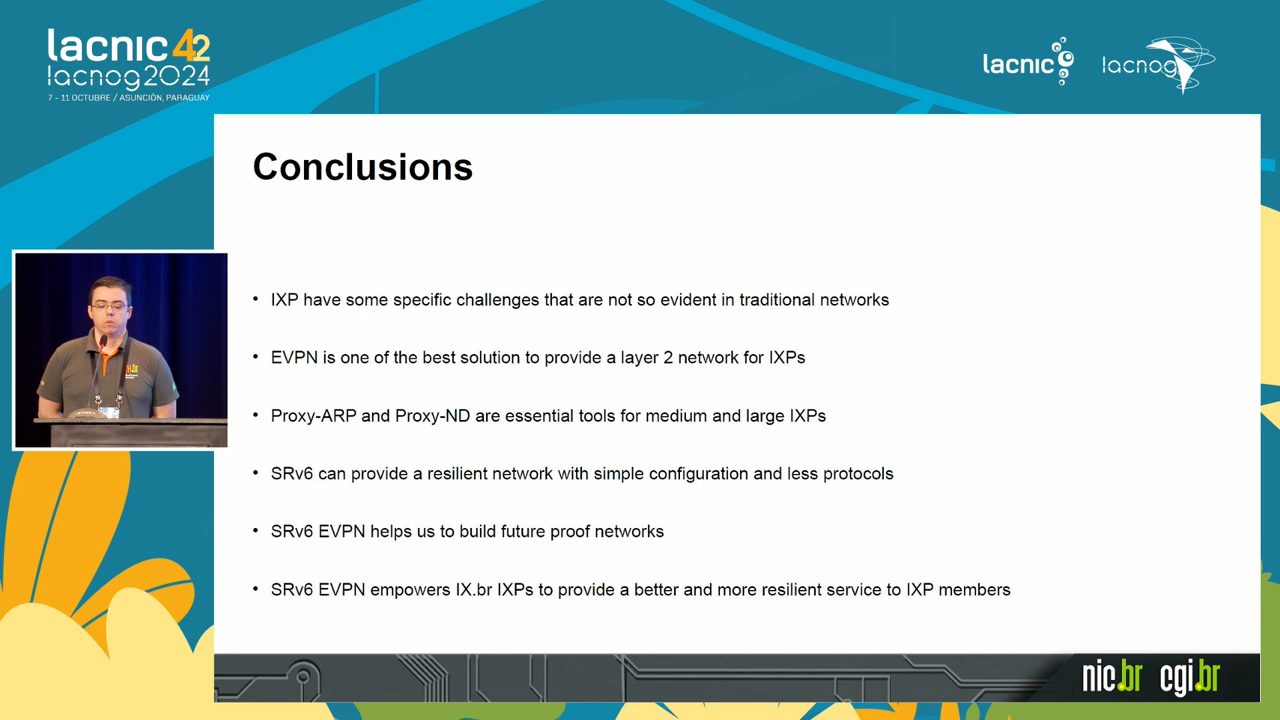 lacnic 42
lacnog 2024
7 - 11 OCTUBRE / ASUNCIÓN, PARAGUAY
lacnic
lacnog
Conclusions
• IXP have some specific challenges that are not so evident in traditional networks
• EVPN is one of the best solution to provide a layer 2 network for IXPs
• Proxy-ARP and Proxy-ND are essential tools for medium and large IXPs
• SRv6 can provide a resilient network with simple configuration and less protocols
• SRv6 EVPN helps us to build future proof networks
• SRv6 EVPN empowers IX.br IXPs to provide a better and more resilient service to IXP members
nic.br cgi.br